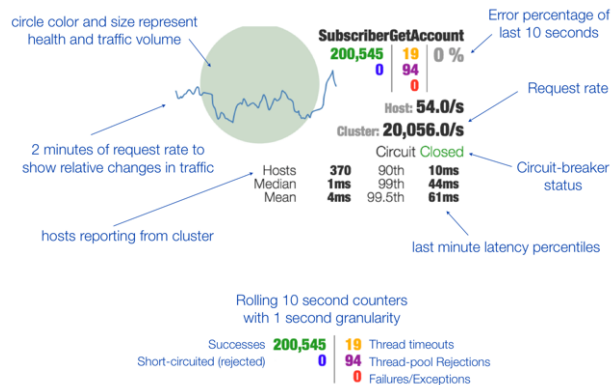 circle color and size represent
health and traffic volume
SubscriberGetAccount
200,545 19 0 %
0 94
0
Error percentage of
last 10 seconds
Host: 54.0/s
Cluster: 20,056.0/s
Request rate
2 minutes of request rate to
show relative changes in traffic
Circuit Closed
Circuit-breaker
status
Hosts 370 90th 10ms
Median 1ms 99th 44ms
Mean 4ms 99.5th 61ms
hosts reporting from cluster
last minute latency percentiles
Rolling 10 second counters
with 1 second granularity
Successes 200,545 19 Thread timeouts
Short-circuited (rejected) 0 94 Thread-pool Rejections
0 Failures/Exceptions